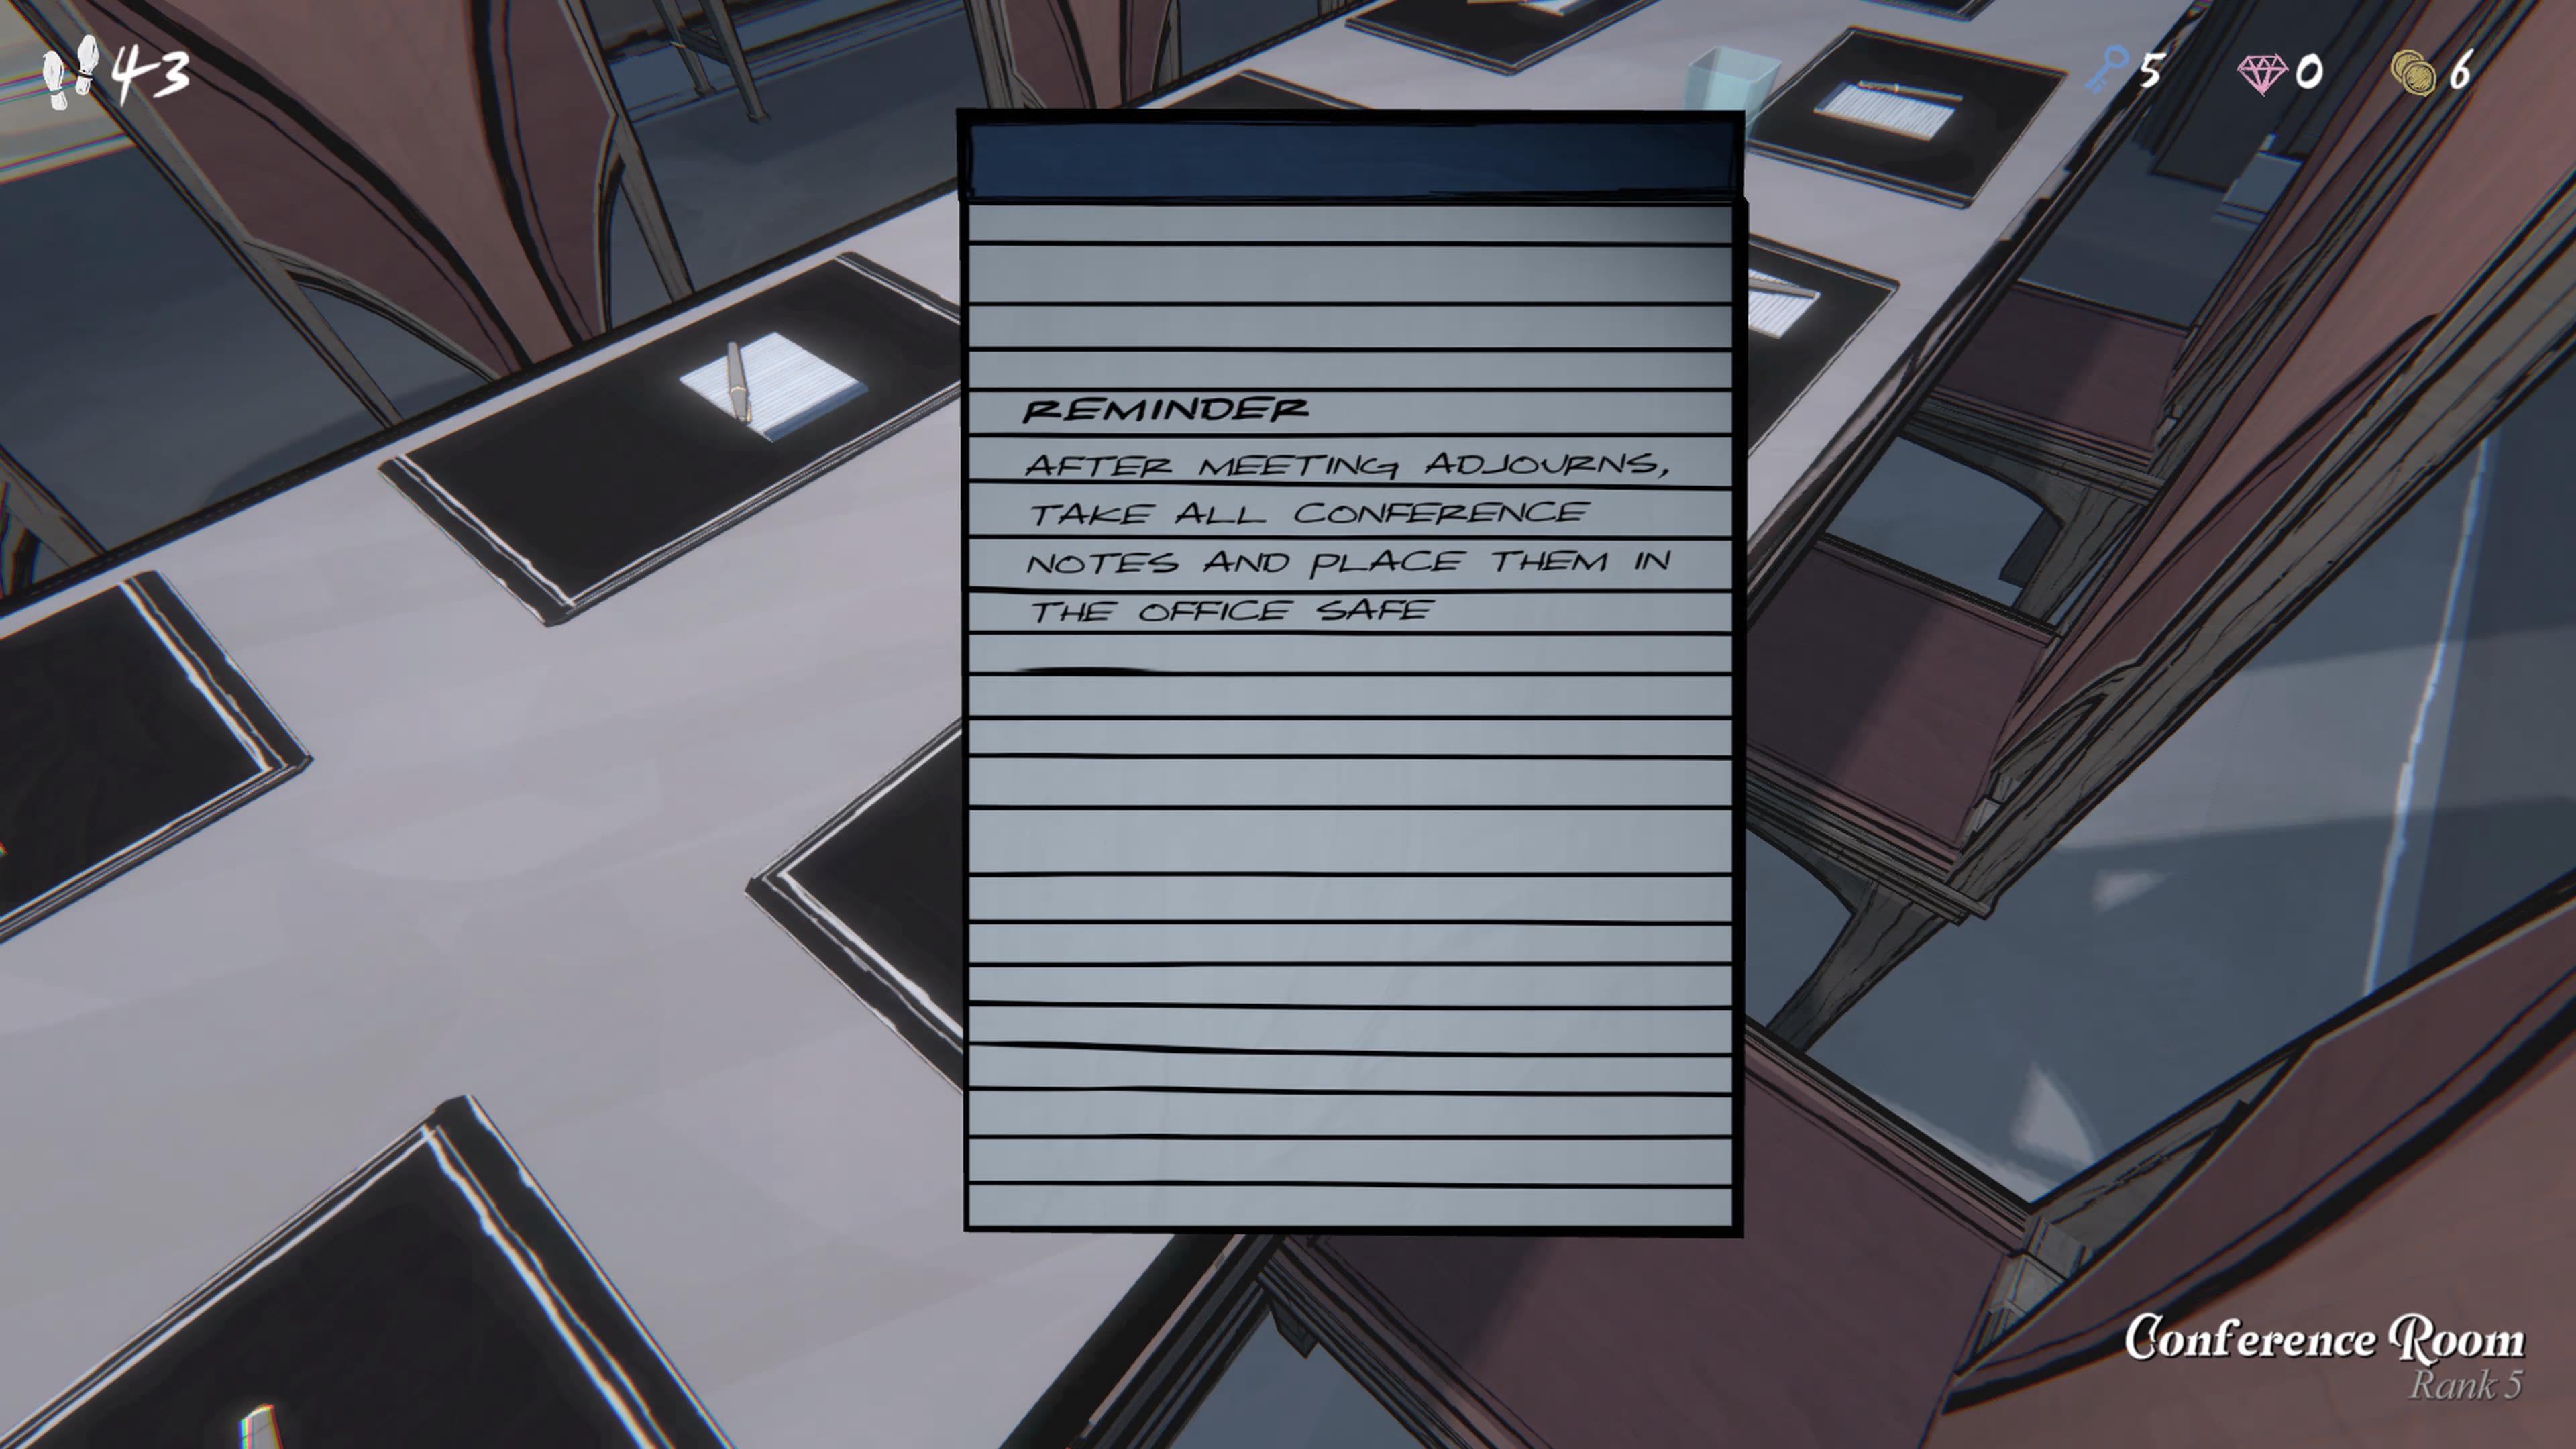 43
5
0
6
REMINDER
AFTER MEETING ADJOURNS,
TAKE ALL CONFERENCE
NOTES AND PLACE THEM IN
THE OFFICE SAFE
Conference Room
Rank 5